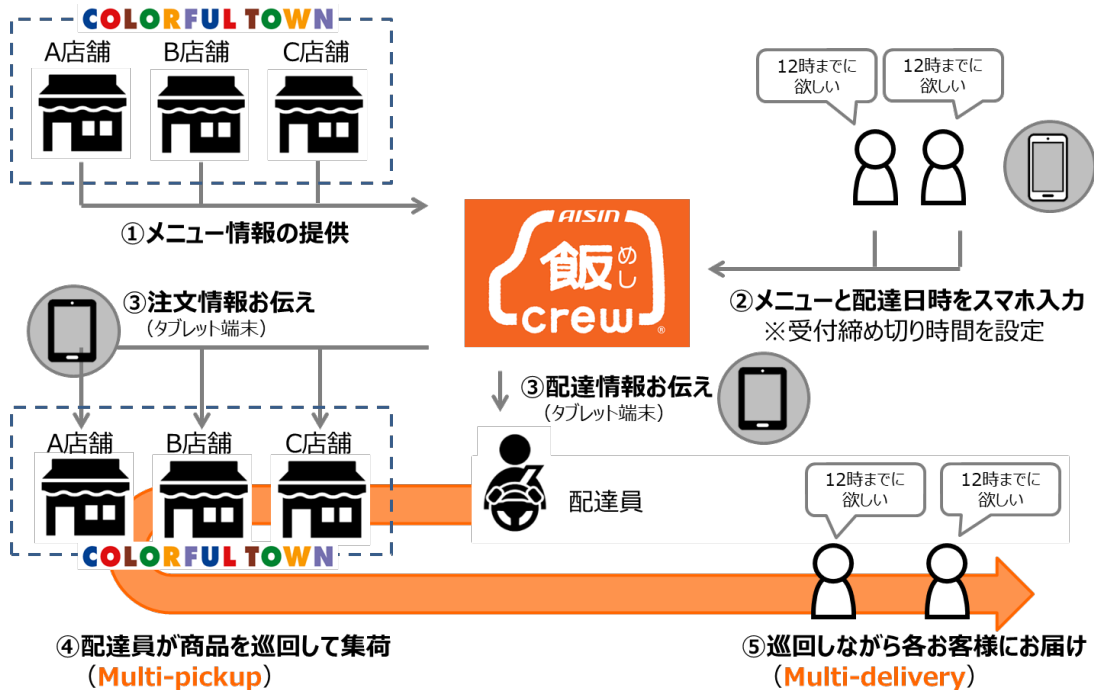 COLORFUL TOWN
A店舗
B店舗
C店舗
12時までに
欲しい
12時までに
欲しい
①メニュー情報の提供
AISIN
飯めし
crew®
②メニューと配達日時をスマホ入力
※受付締め切り時間を設定
③注文情報お伝え
（タブレット端末）
③配達情報お伝え
（タブレット端末）
A店舗
B店舗
C店舗
COLORFUL TOWN
配達員
12時までに
欲しい
12時までに
欲しい
④配達員が商品を巡回して集荷
（Multi-pickup）
⑤巡回しながら各お客様にお届け
（Multi-delivery）